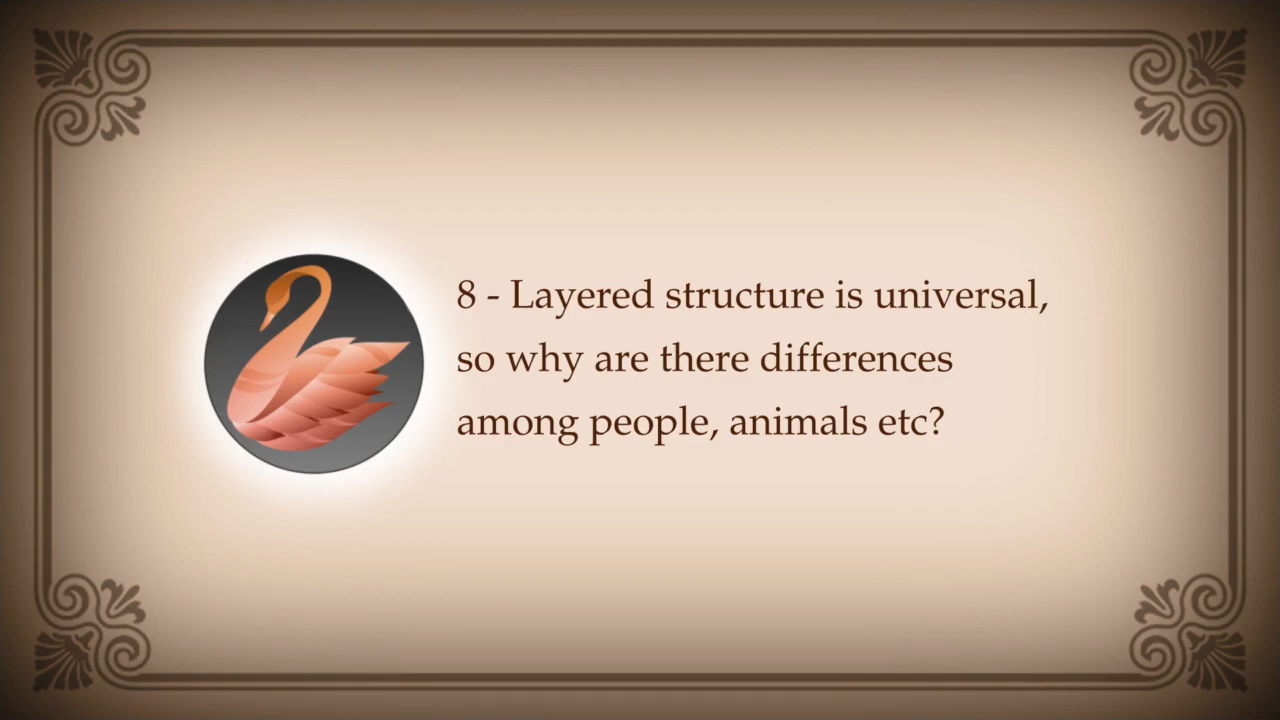 8 - Layered structure is universal,
so why are there differences
among people, animals etc?